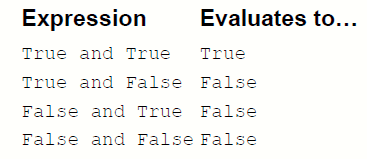 Expression Evaluates to…
True and True True
True and False False
False and True False
False and False False